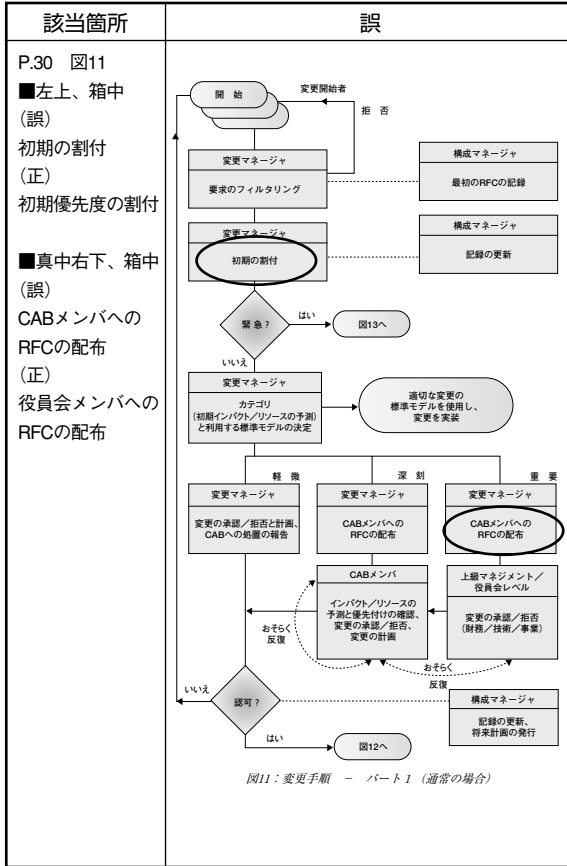 該当箇所
誤
P.30　図11
■左上、箱中
(誤)
初期の割付
(正)
初期優先度の割付
■真中右下、箱中
(誤)
CABメンバへの
RFCの配布
(正)
役員会メンバへの
RFCの配布
開　始
変更開始者
拒　否
変更マネージャ
要求のフィルタリング
構成マネージャ
最初のRFCの記録
変更マネージャ
初期の割付
構成マネージャ
記録の更新
緊急？
はい
図13へ
いいえ
変更マネージャ
カテゴリ
(初期インパクト／リソースの予測)
と利用する標準モデルの決定
適切な変更の
標準モデルを使用し、
変更を実装
軽　微
深　刻
重　要
変更マネージャ
変更の承認／拒否と計画、
CABへの処置の報告
変更マネージャ
CABメンバへの
RFCの配布
変更マネージャ
CABメンバへの
RFCの配布
CABメンバ
インパクト／リソースの
予測と優先付けの確認、
変更の承認／拒否、
変更の計画
上級マネジメント／
役員会レベル
変更の承認／拒否
(財務／技術／事業)
おそらく
反復
おそらく
反復
いいえ
認可？
はい
図12へ
構成マネージャ
記録の更新、
将来計画の発行
図11：変更手順　－　パート1 （通常の場合）